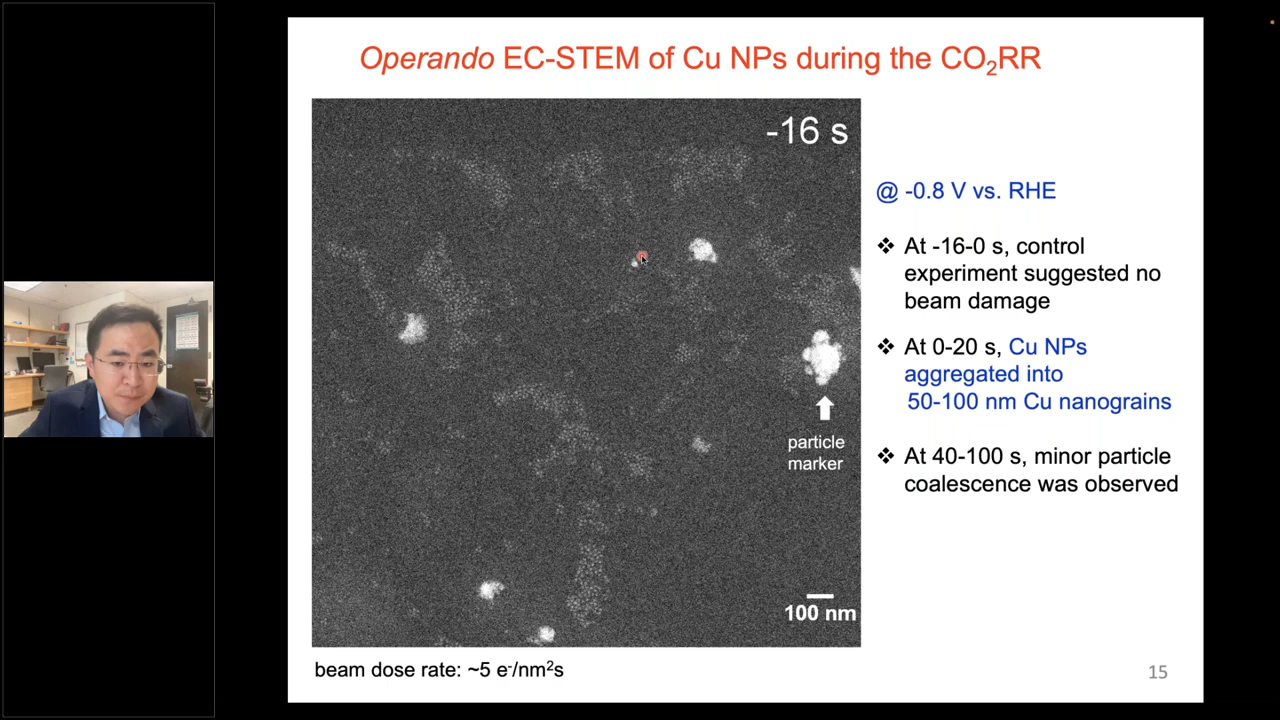 Operando EC-STEM of Cu NPs during the CO₂RR
-16 s
@ -0.8 V vs. RHE
❖ At -16-0 s, control
experiment suggested no
beam damage
❖ At 0-20 s, Cu NPs
aggregated into
50-100 nm Cu nanograins
particle
marker
❖ At 40-100 s, minor particle
coalescence was observed
100 nm
beam dose rate: ~5 e⁻/nm²s
15